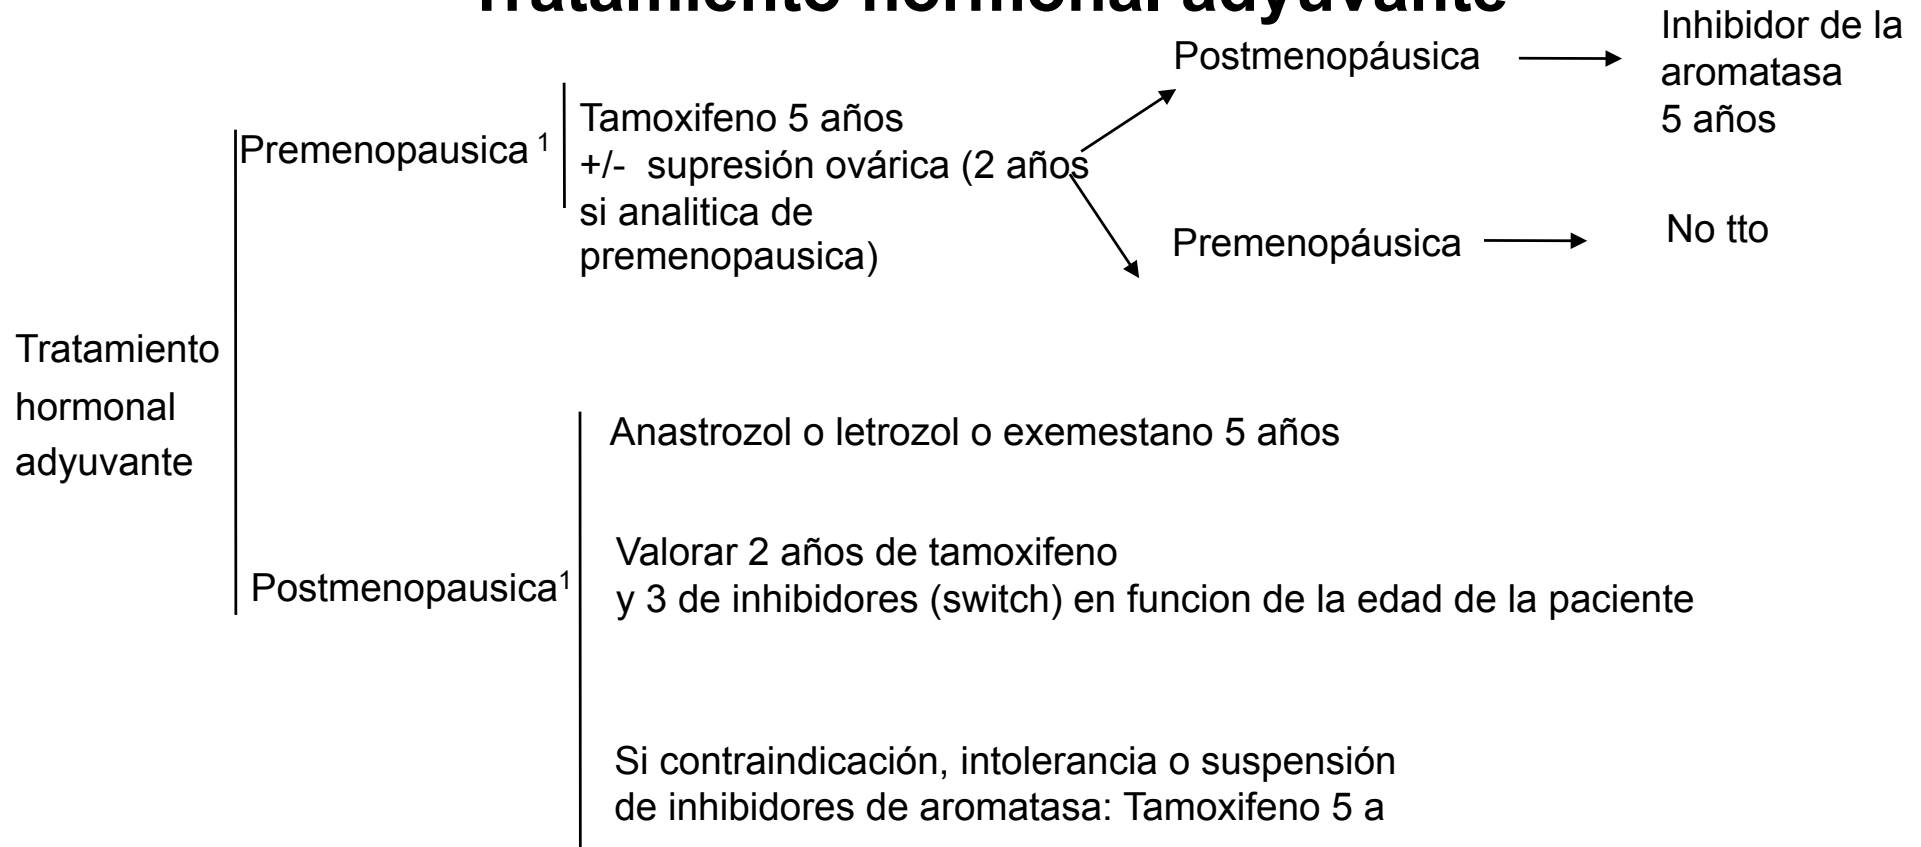 Tratamiento hormonal adyuvante
Inhibidor de la
aromatasa
5 años
Postmenopáusica
Premenopausica 1
Tamoxifeno 5 años
+/- supresión ovárica (2 años
si analitica de
premenopausica)
Premenopáusica
No tto
Tratamiento
hormonal
adyuvante
Anastrozol o letrozol o exemestano 5 años
Valorar 2 años de tamoxifeno
y 3 de inhibidores (switch) en funcion de la edad de la paciente
Postmenopausica1
Si contraindicación, intolerancia o suspensión
de inhibidores de aromatasa: Tamoxifeno 5 a